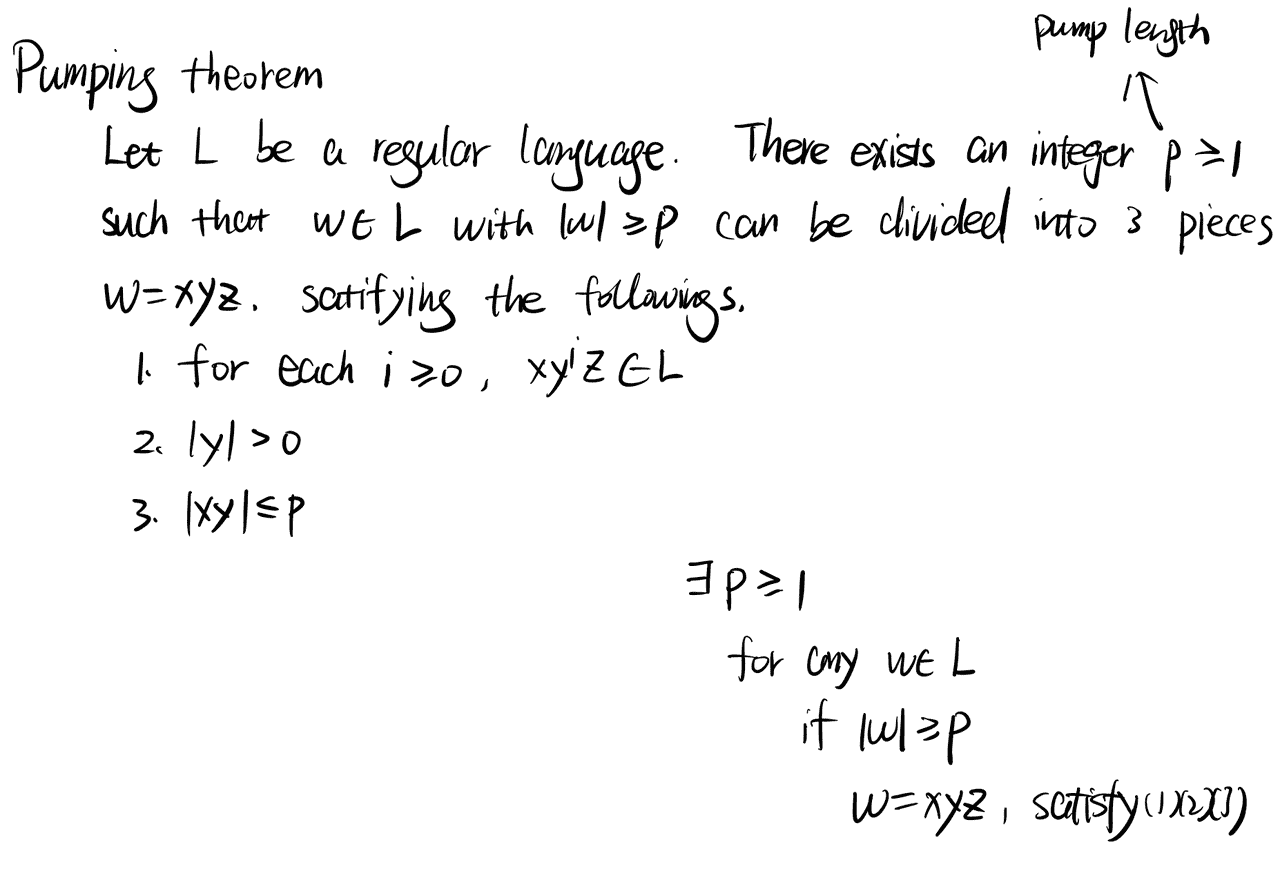 pump length
Pumping theorem
Let L be a regular language. There exists an integer p ≥ 1
such that w ∈ L with |w| ≥ p can be divided into 3 pieces
w = xyz. satifying the followings.
1. for each i ≥ 0, xyⁱz ∈ L
2. |y| > 0
3. |xy| ≤ p
∃ p ≥ 1
for any w ∈ L
if |w| ≥ p
w = xyz, satisfy (1)(2)(3)